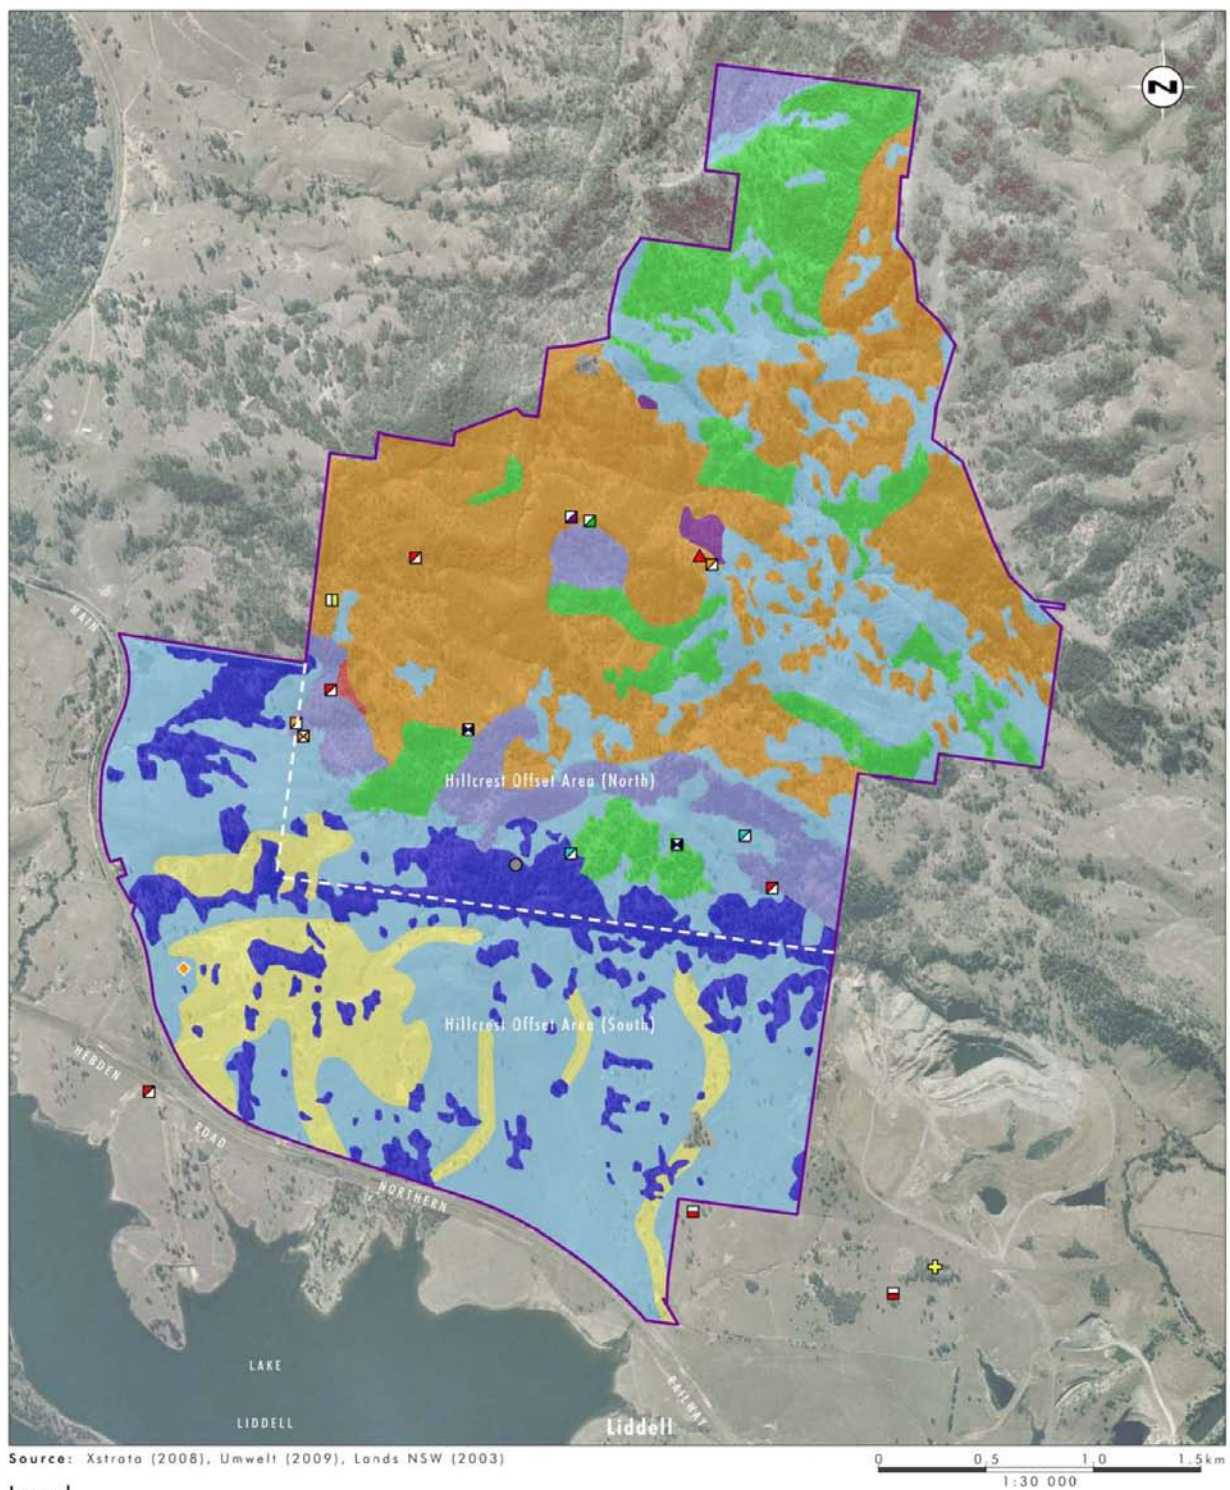 N
MAIN
Hillcrest Offset Area (North)
Hillcrest Offset Area (South)
HEBDEN
ROAD
NORTHERN
LAKE
LIDDELL
RAILWAY
Liddell
Source: Xstrata (2008), Umwelt (2009), Lands NSW (2003)
0 0.5 1.0 1.5km
1:30 000